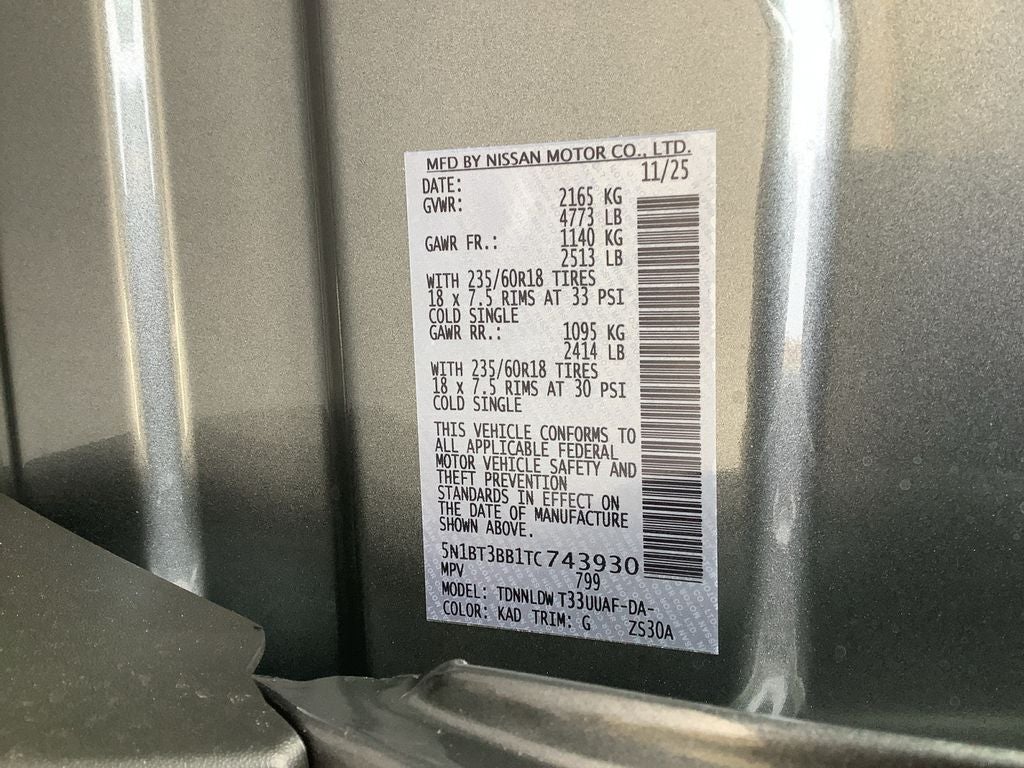 MFD BY NISSAN MOTOR CO., LTD.
DATE: 11/25
GVWR: 2165 KG
4773 LB
GAWR FR.: 1140 KG
2513 LB
WITH 235/60R18 TIRES
18 x 7.5 RIMS AT 33 PSI
COLD SINGLE
GAWR RR.: 1095 KG
2414 LB
WITH 235/60R18 TIRES
18 x 7.5 RIMS AT 30 PSI
COLD SINGLE
THIS VEHICLE CONFORMS TO
ALL APPLICABLE FEDERAL
MOTOR VEHICLE SAFETY AND
THEFT PREVENTION
STANDARDS IN EFFECT ON
THE DATE OF MANUFACTURE
SHOWN ABOVE.
5N1BT3BB1TC743930
MPV 799
MODEL: TDNNLDW T33UUAF-DA-
COLOR: KAD TRIM: G ZS30A